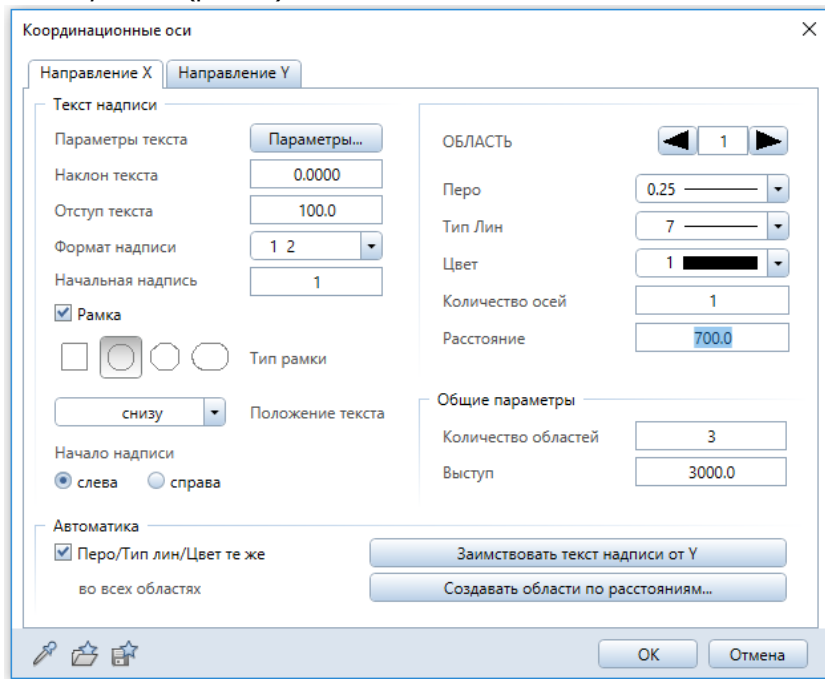 Координационные оси
Направление X
Направление Y
Текст надписи
Параметры текста
Параметры...
Наклон текста
0.0000
Отступ текста
100.0
Формат надписи
1 2
Начальная надпись
1
Рамка
Тип рамки
снизу
Положение текста
Начало надписи
слева
справа
ОБЛАСТЬ
1
Перо
0.25
Тип Лин
7
Цвет
1
Количество осей
1
Расстояние
700.0
Общие параметры
Количество областей
3
Выступ
3000.0
Автоматика
Перо/Тип лин/Цвет те же
во всех областях
Заимствовать текст надписи от Y
Создавать области по расстояниям...
ОК
Отмена